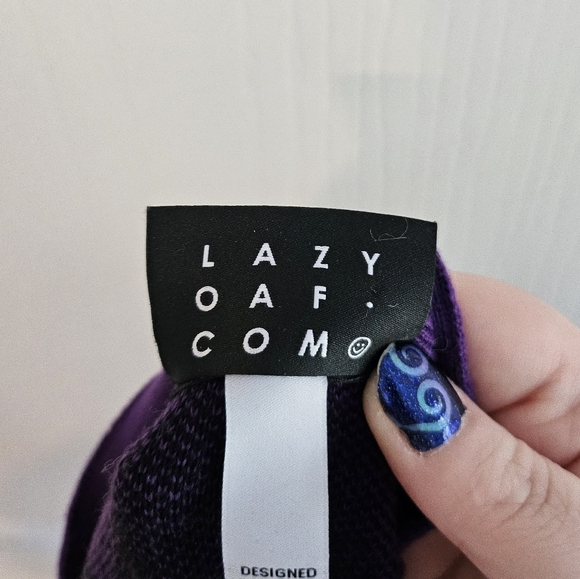 L A Z Y
O A F .
C O M ☺
DESIGNED